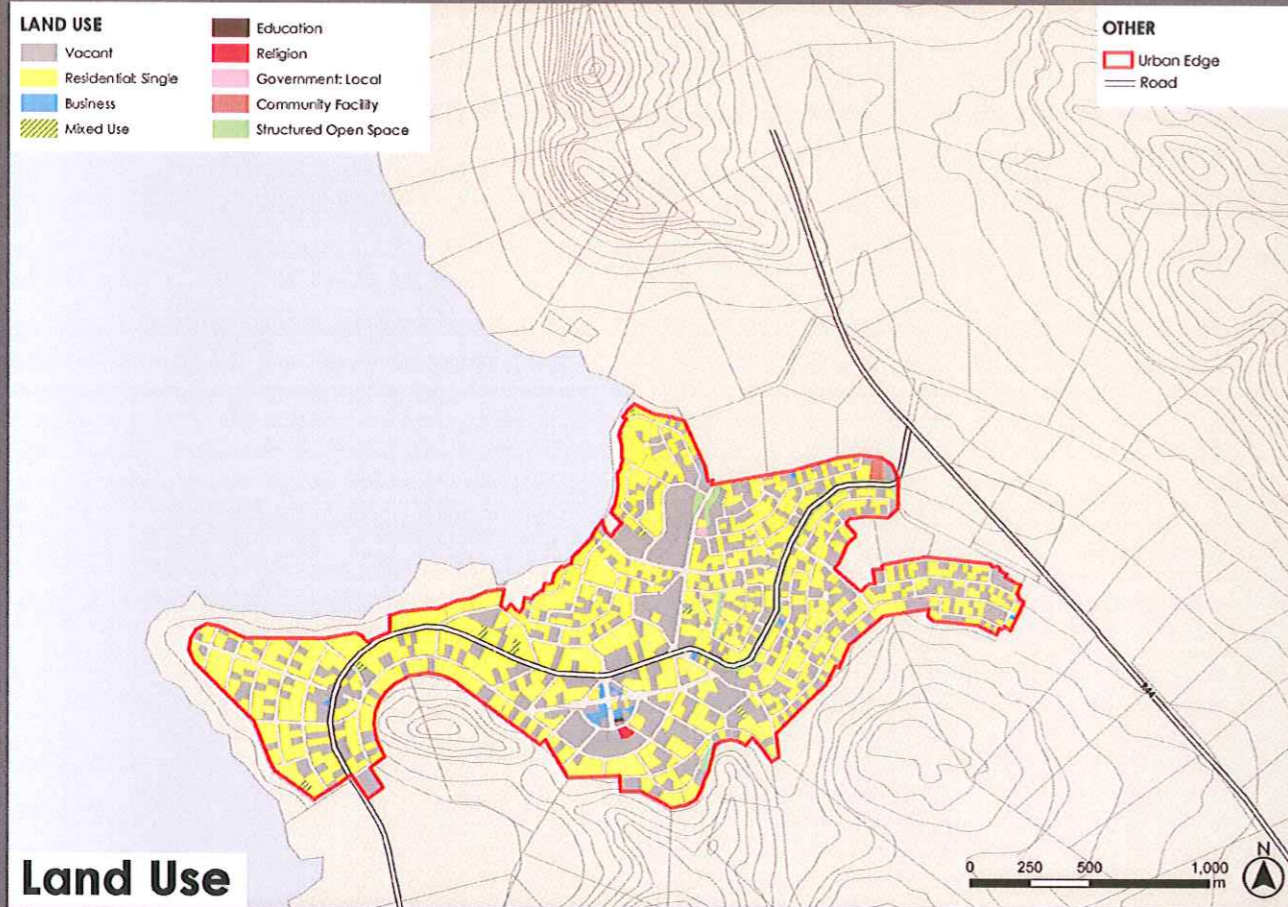 LAND USE
Vacant
Residential: Single
Business
Mixed Use
Education
Religion
Government: Local
Community Facility
Structured Open Space
OTHER
Urban Edge
Road
Land Use
0 250 500 1,000
m
N